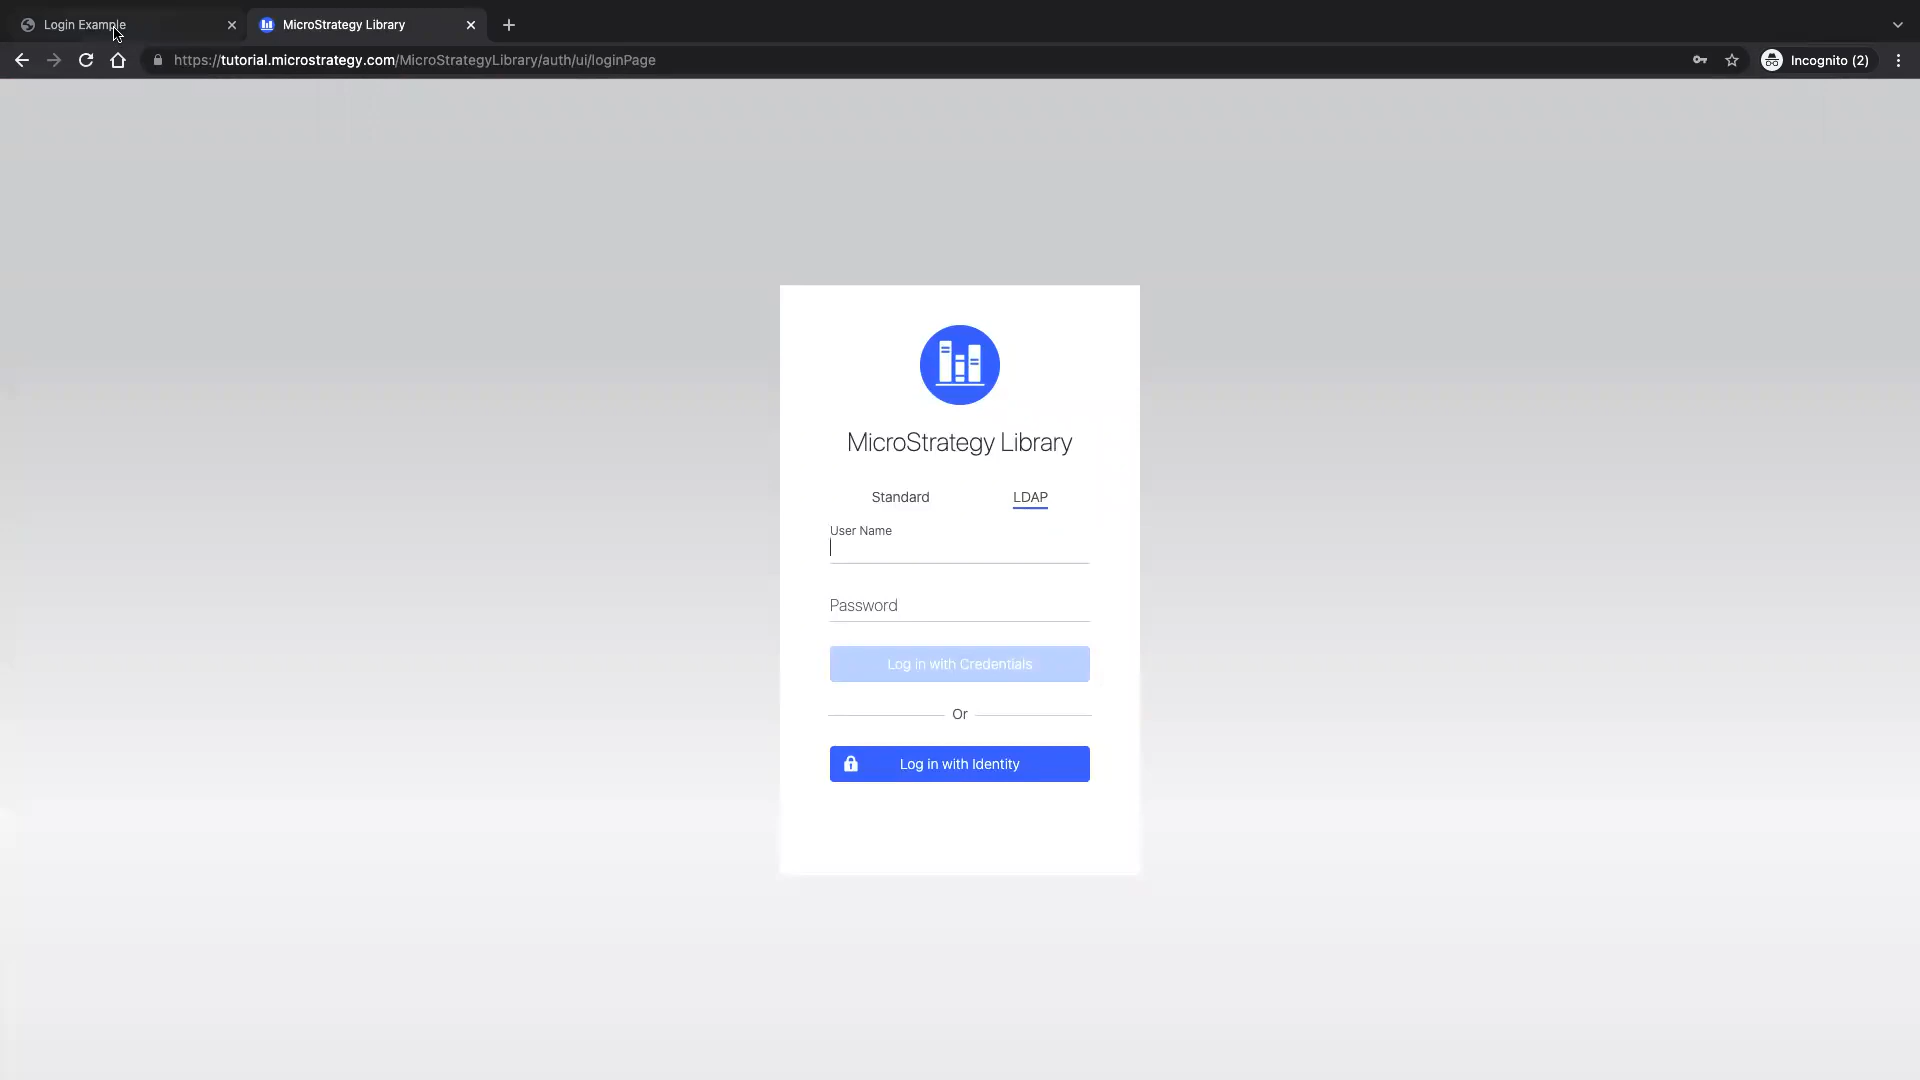 Login Example
MicroStrategy Library
https://tutorial.microstrategy.com/MicroStrategyLibrary/auth/ui/loginPage
Incognito (2)
MicroStrategy Library
Standard
LDAP
User Name
Password
Log in with Credentials
Or
Log in with Identity